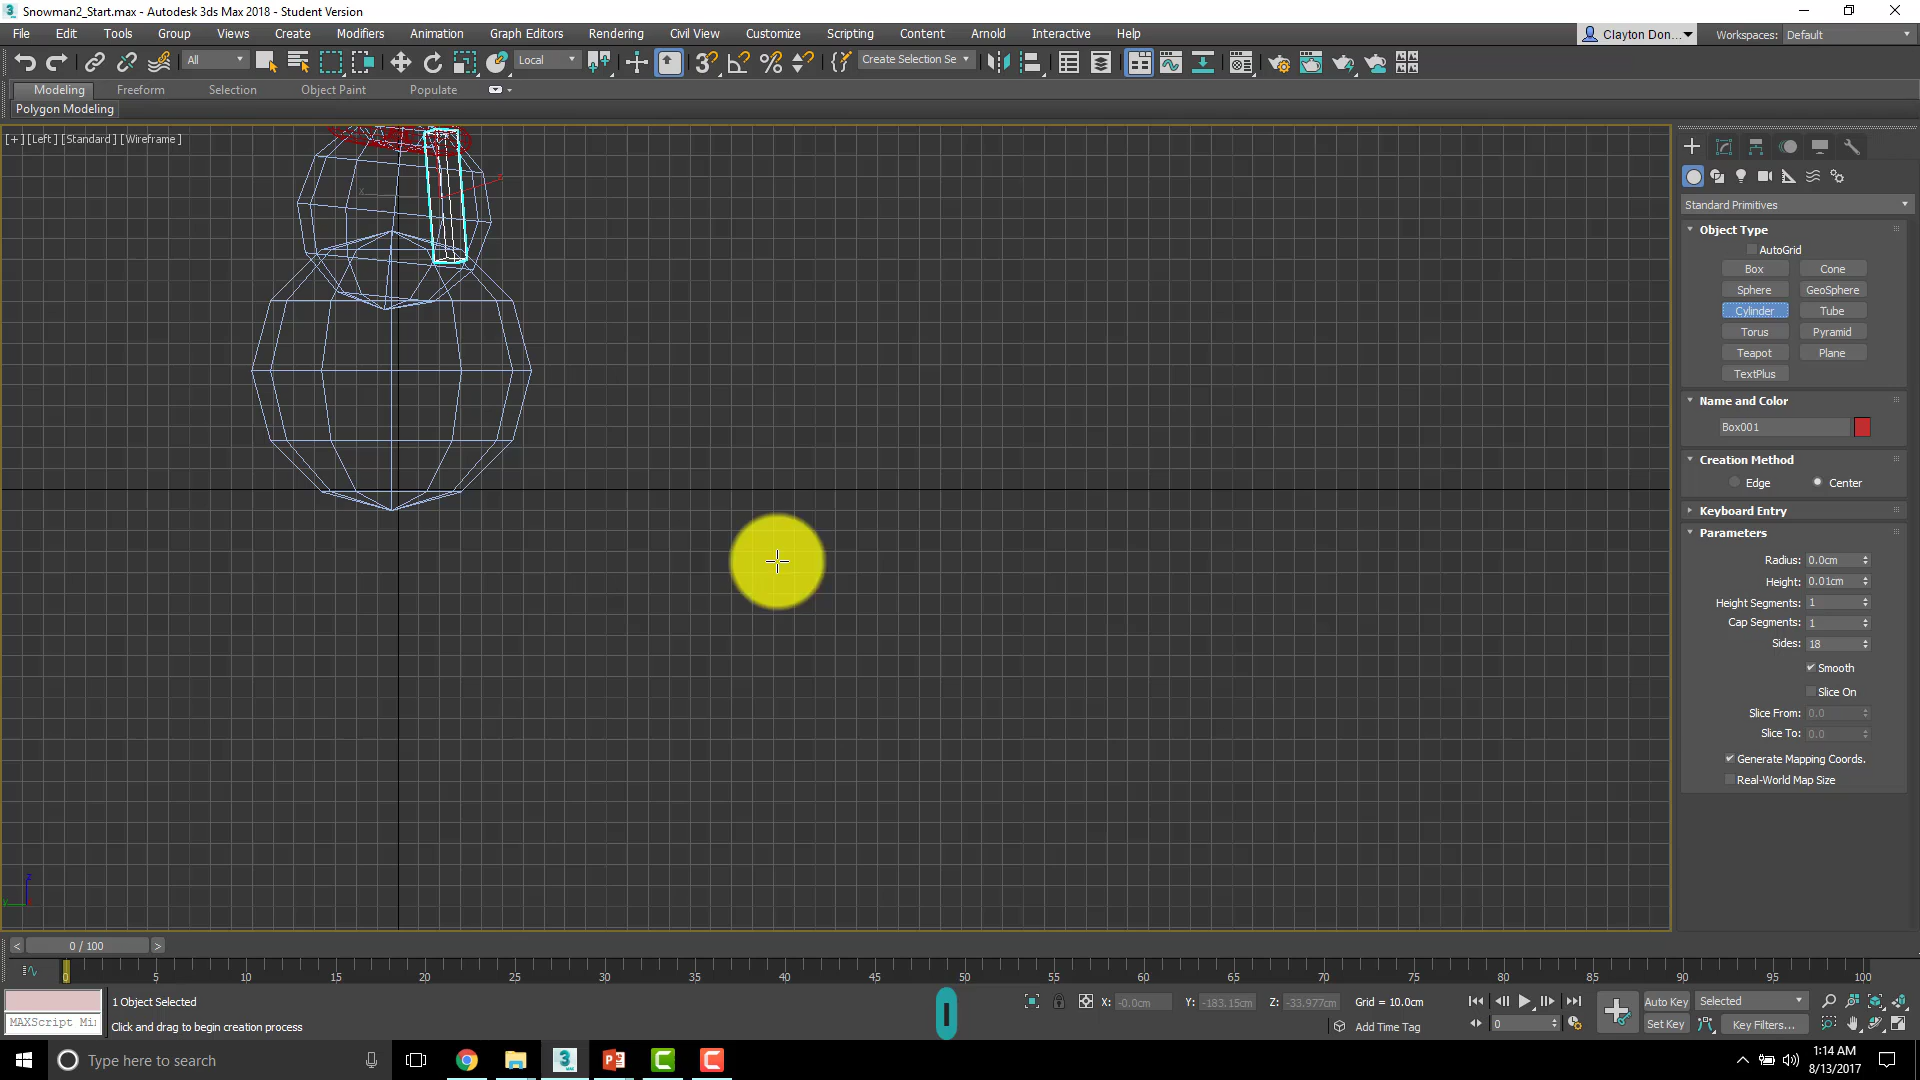 Snowman2_Start.max - Autodesk 3ds Max 2018 - Student Version
File Edit Tools Group Views Create Modifiers Animation Graph Editors Rendering Civil View Customize Scripting Content Arnold Interactive Help
Clayton Don... Workspaces: Default
All Local Create Selection Se
Modeling Freeform Selection Object Paint Populate
Polygon Modeling
[+] [Left] [Standard] [Wireframe]
Standard Primitives
Object Type
AutoGrid
Box Cone
Sphere GeoSphere
Cylinder Tube
Torus Pyramid
Teapot Plane
TextPlus
Name and Color
Box001
Creation Method
Edge Center
Keyboard Entry
Parameters
Radius: 0.0cm
Height: 0.01cm
Height Segments: 1
Cap Segments: 1
Sides: 18
Smooth
Slice On
Slice From: 0.0
Slice To: 0.0
Generate Mapping Coords.
Real-World Map Size
x
z
y
< 0 / 100 >
0 5 10 15 20 25 30 35 40 45 50 55 60 65 70 75 80 85 90 95 100
1 Object Selected
X: -0.0cm Y: -183.15cm Z: -33.977cm Grid = 10.0cm
Auto Key Selected
MAXScript Mi
Click and drag to begin creation process
Add Time Tag
0
Set Key Key Filters...
Type here to search
1:14 AM
8/13/2017